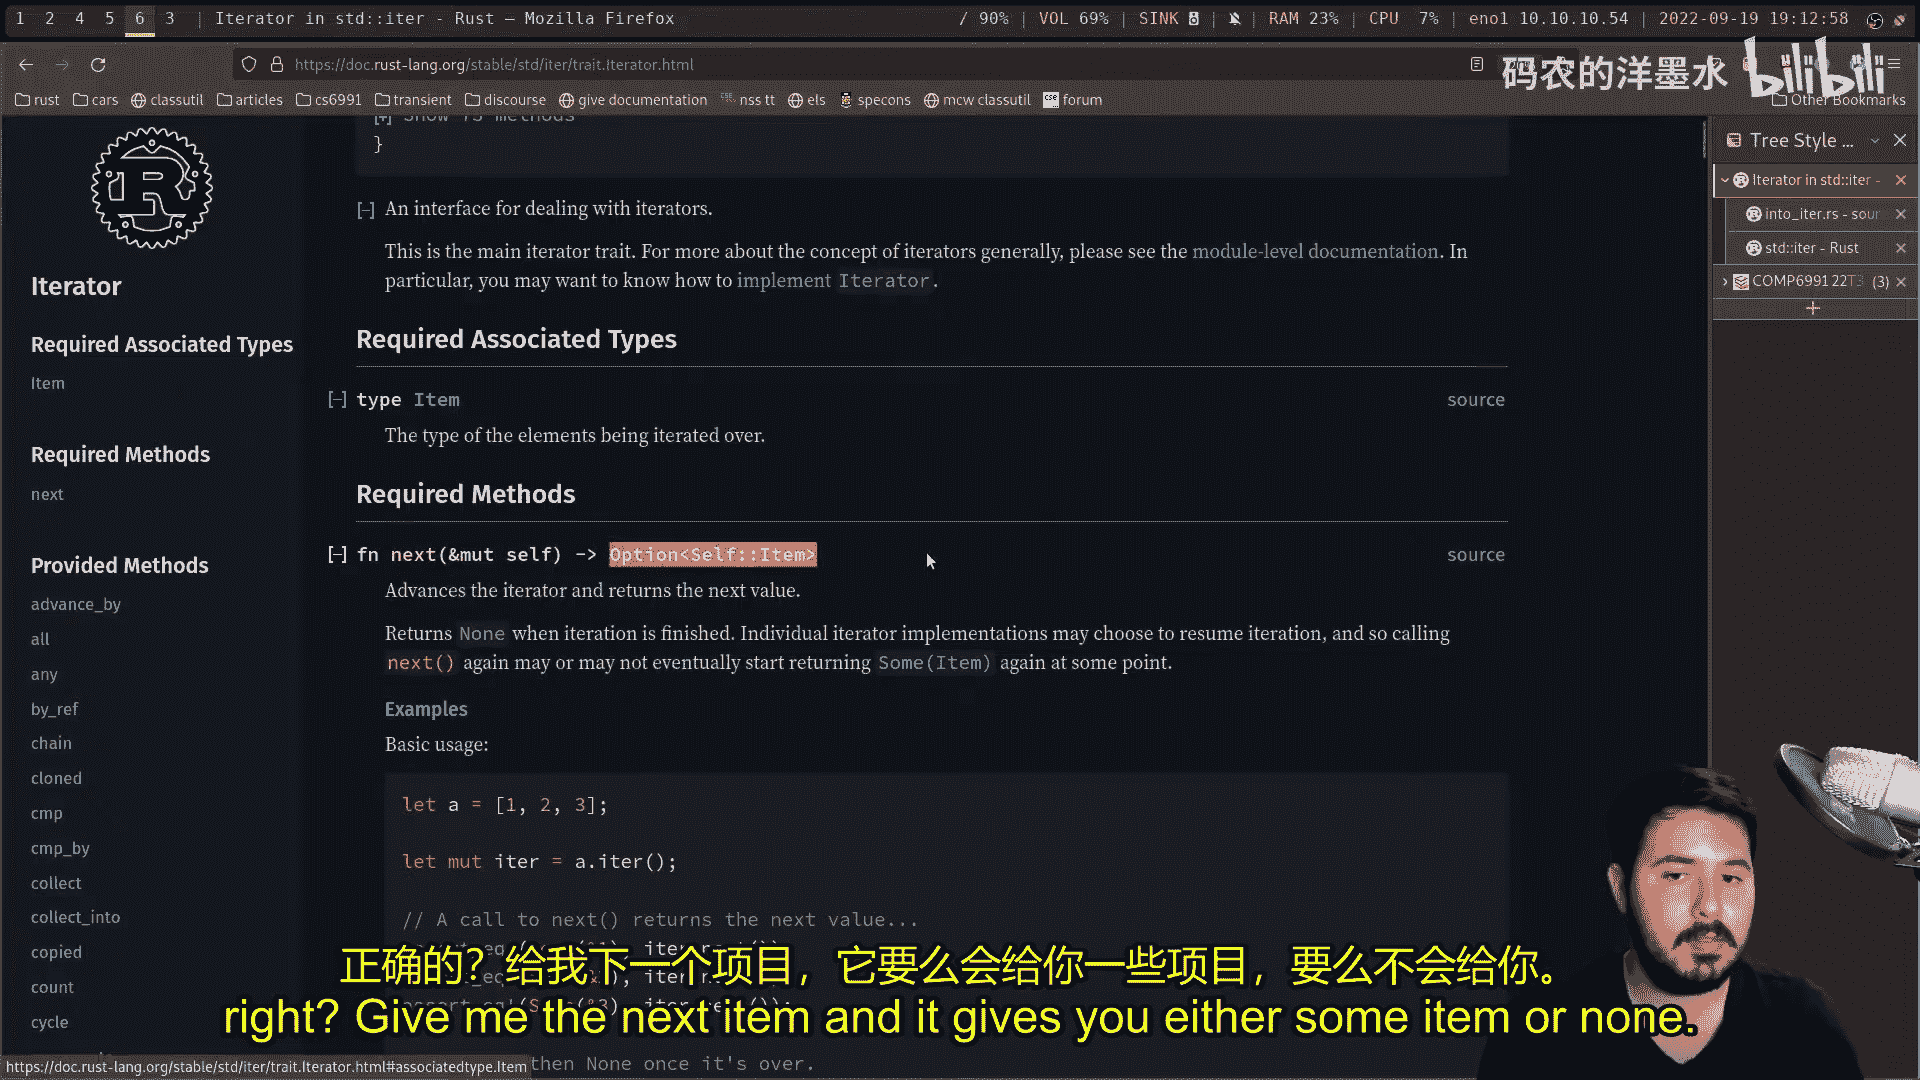 1 2 4 5 6 3 | Iterator in std::iter - Rust — Mozilla Firefox
/ 90% | VOL 69% | SINK | | RAM 23% | CPU 7% | eno1 10.10.10.54 | 2022-09-19 19:12:58
https://doc.rust-lang.org/stable/std/iter/trait.Iterator.html
码农的洋墨水 bilibili
rust cars classutil articles cs6991 transient discourse give documentation nss tt els specons mcw classutil forum
Other Bookmarks
Tree Style ...
Iterator in std::iter -
into_iter.rs - sour
std::iter - Rust
COMP6991 22T3 (3)
Iterator
Required Associated Types
Item
Required Methods
next
Provided Methods
advance_by
all
any
by_ref
chain
cloned
cmp
cmp_by
collect
collect_into
copied
count
cycle
}
[-] An interface for dealing with iterators.
This is the main iterator trait. For more about the concept of iterators generally, please see the module-level documentation. In
particular, you may want to know how to implement Iterator.
Required Associated Types
[-] type Item source
The type of the elements being iterated over.
Required Methods
[-] fn next(&mut self) -> Option<Self::Item> source
Advances the iterator and returns the next value.
Returns None when iteration is finished. Individual iterator implementations may choose to resume iteration, and so calling
next() again may or may not eventually start returning Some(Item) again at some point.
Examples
Basic usage:
let a = [1, 2, 3];
let mut iter = a.iter();
// A call to next() returns the next value...
then None once it's over.
正确的？给我下一个项目，它要么会给你一些项目，要么不会给你。
right? Give me the next item and it gives you either some item or none.
https://doc.rust-lang.org/stable/std/iter/trait.Iterator.html#associatedtype.Item